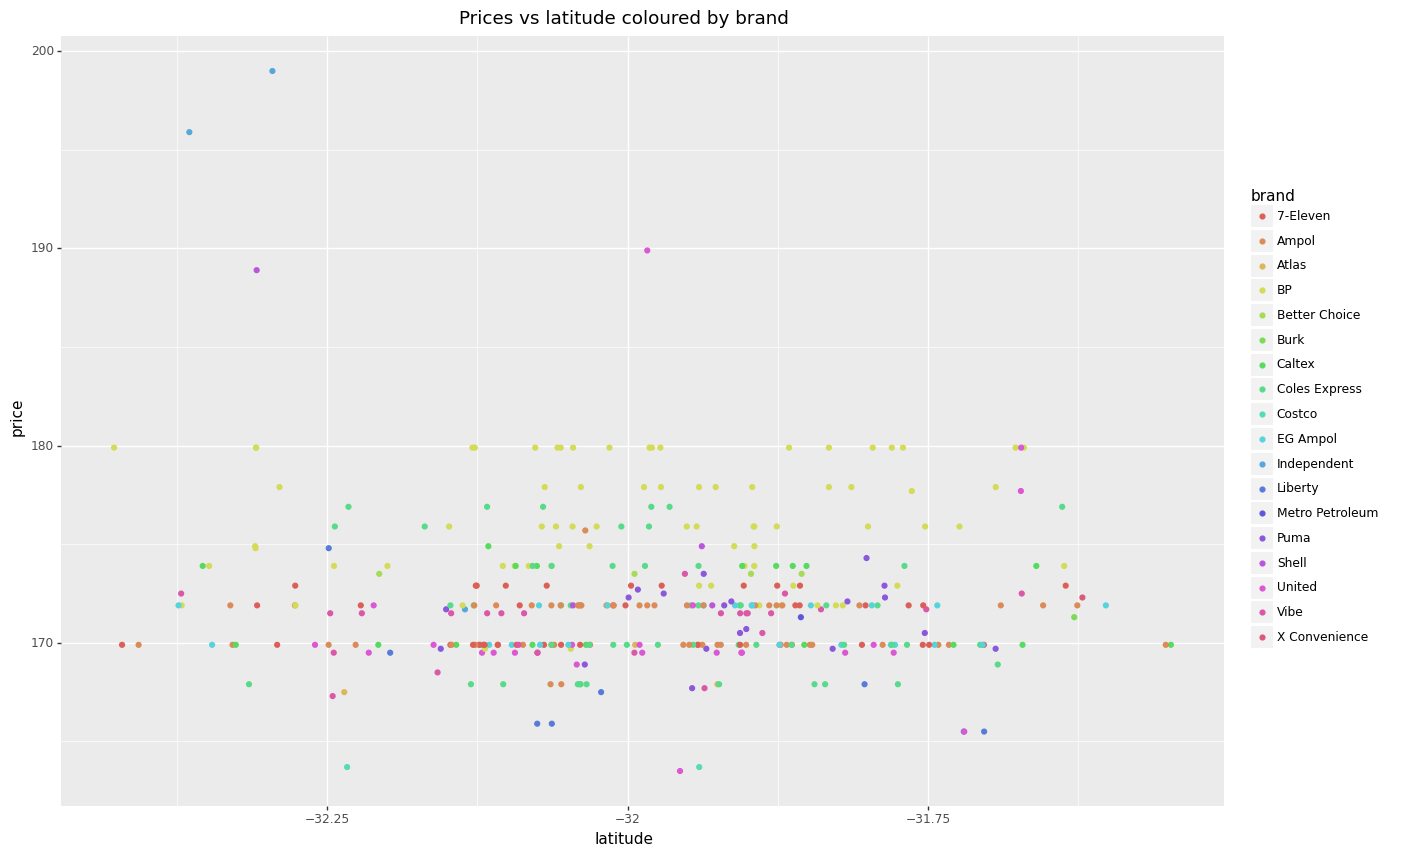 Prices vs latitude coloured by brand
200
190
180
170
price
−32.25
−32
−31.75
latitude
brand
7-Eleven
Ampol
Atlas
BP
Better Choice
Burk
Caltex
Coles Express
Costco
EG Ampol
Independent
Liberty
Metro Petroleum
Puma
Shell
United
Vibe
X Convenience